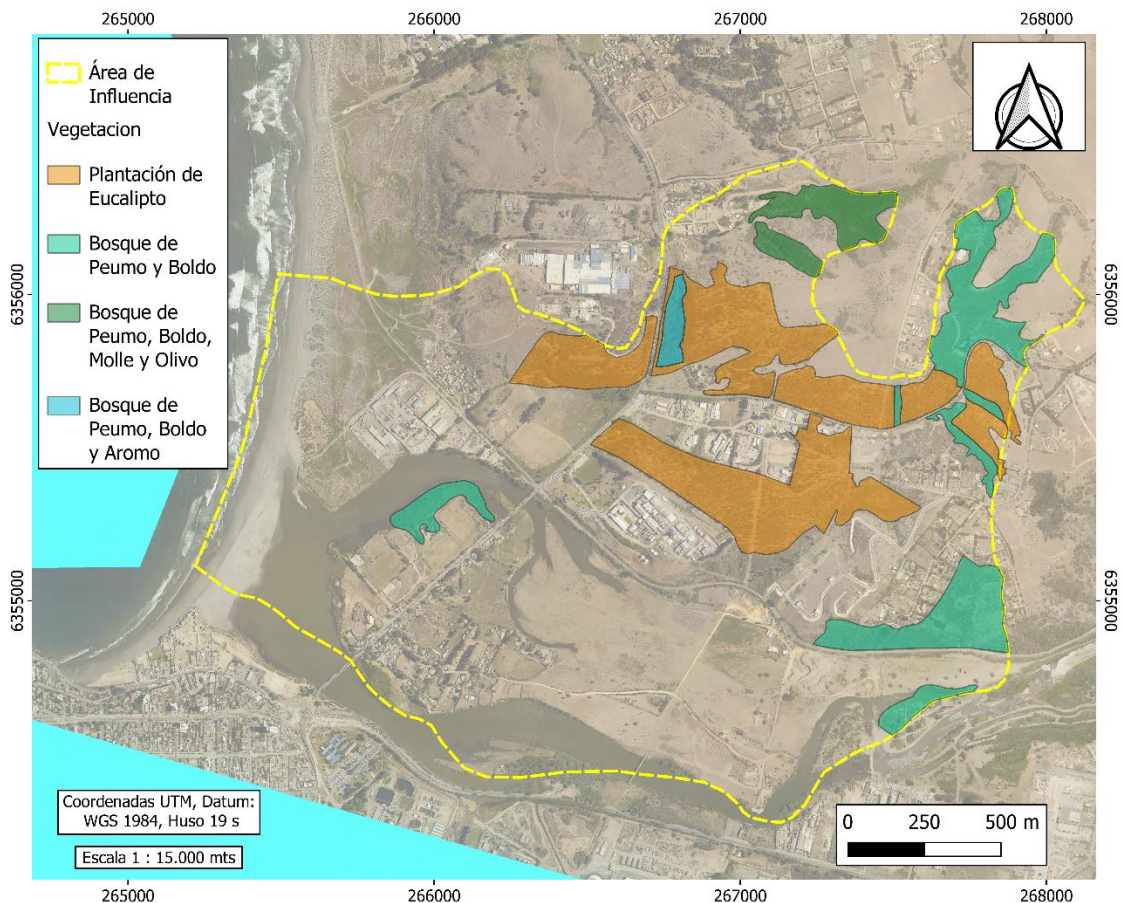 265000
266000
267000
268000
Área de
Influencia
Vegetacion
Plantación de
Eucalipto
Bosque de
Peumo y Boldo
Bosque de
Peumo, Boldo,
Molle y Olivo
Bosque de
Peumo, Boldo
y Aromo
6356000
6356000
6355000
6355000
Coordenadas UTM, Datum:
WGS 1984, Huso 19 s
Escala 1 : 15.000 mts
0 250 500 m
265000
266000
267000
268000